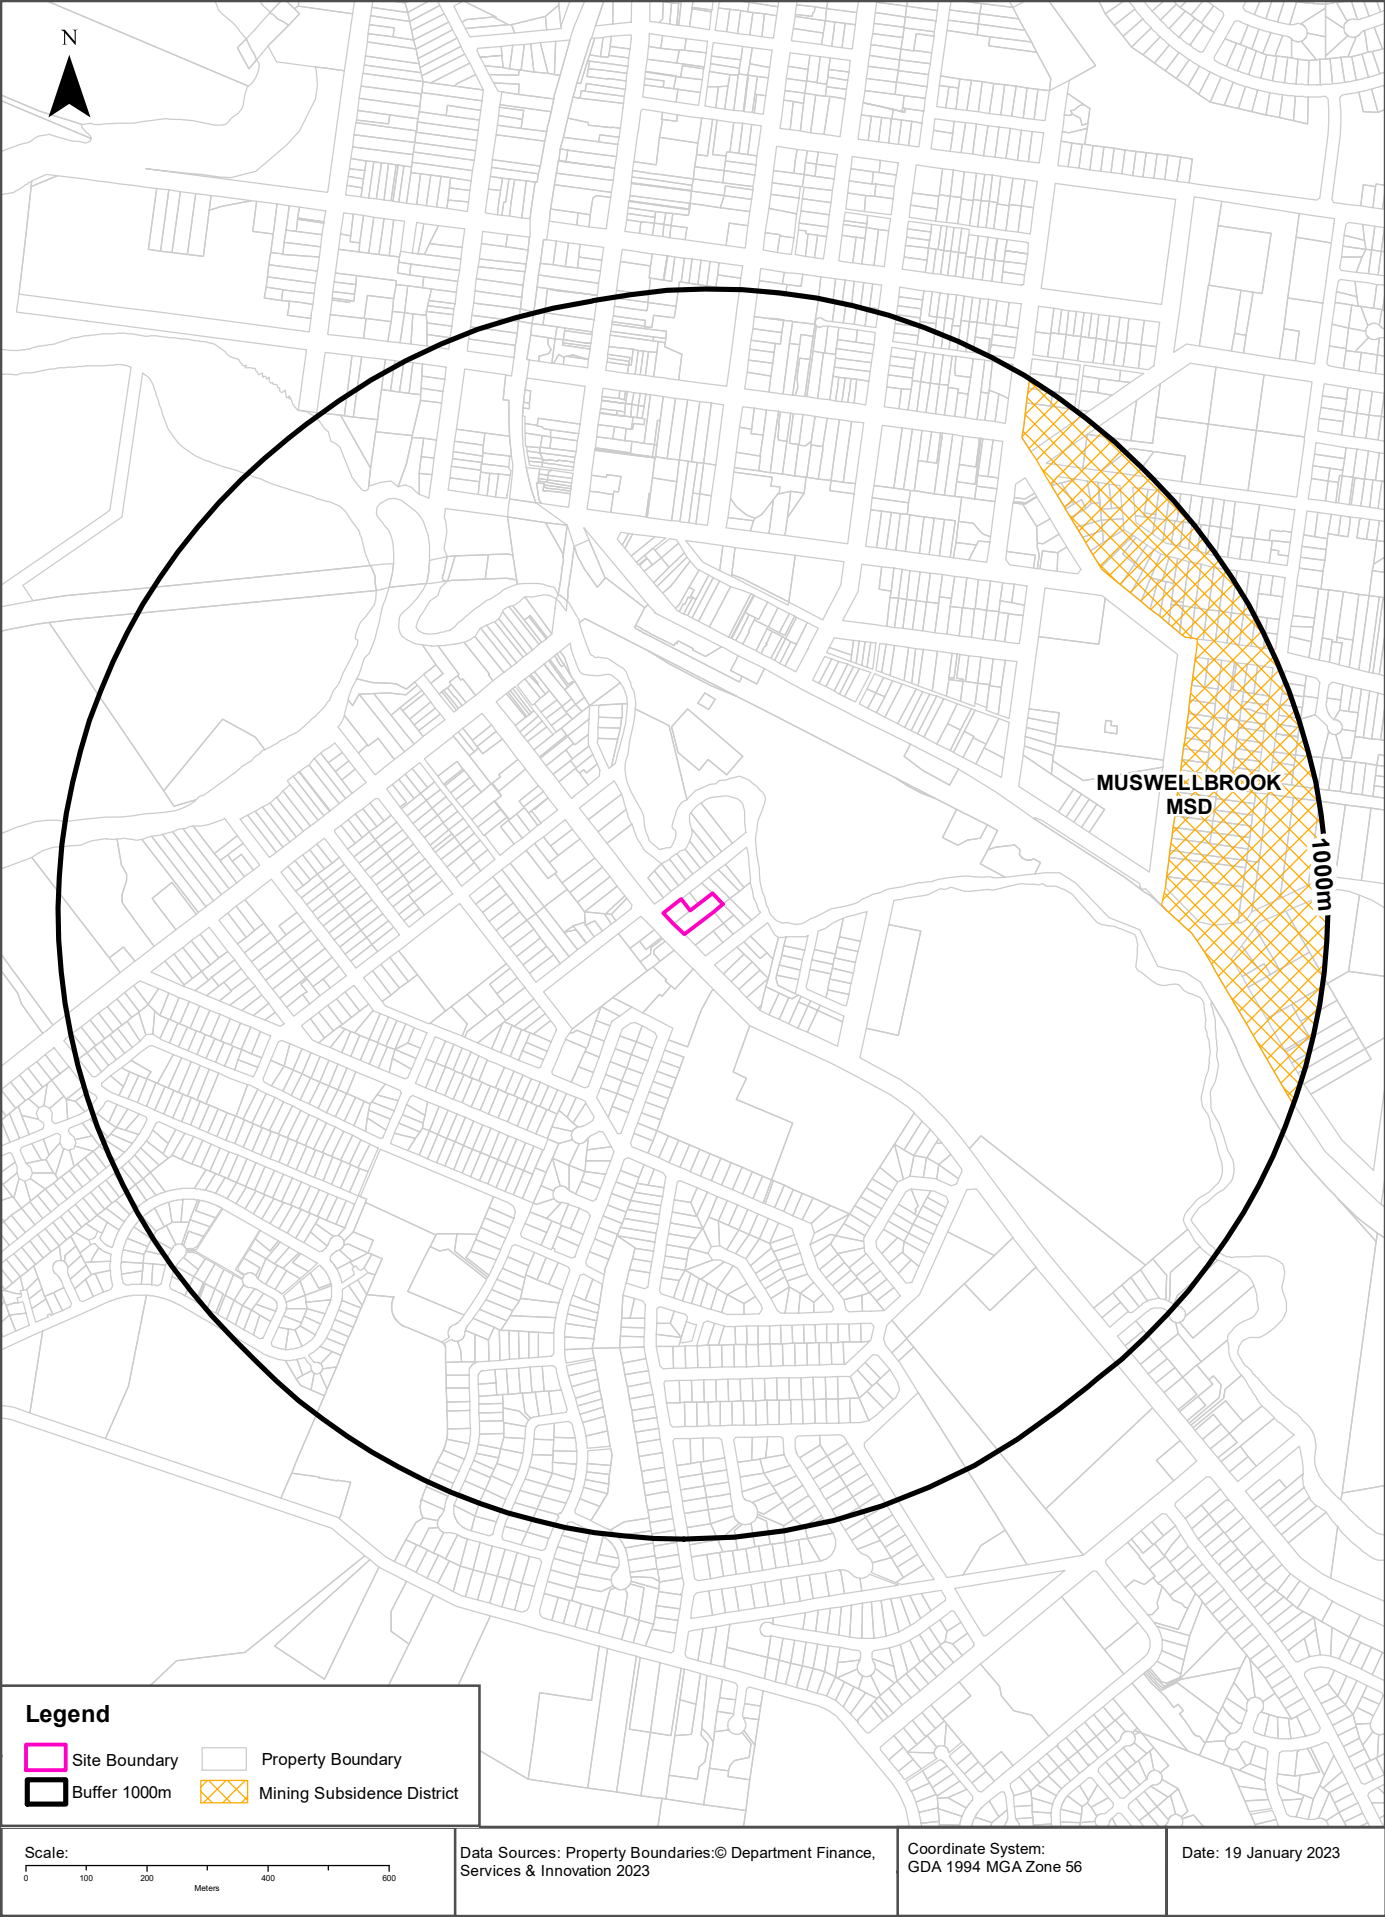 N
MUSWELLBROOK
MSD
1000m
Legend
Site Boundary
Property Boundary
Buffer 1000m
Mining Subsidence District
Scale:
0 100 200 400 600
Meters
Data Sources: Property Boundaries:© Department Finance,
Services & Innovation 2023
Coordinate System:
GDA 1994 MGA Zone 56
Date: 19 January 2023